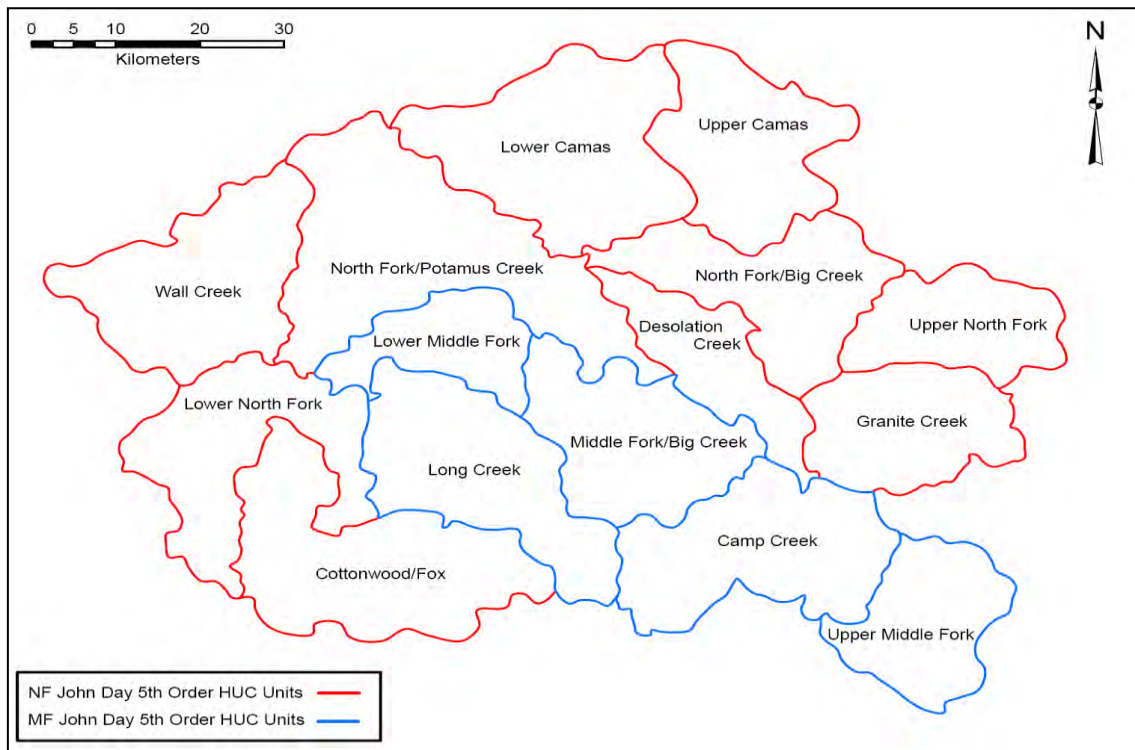 0 5 10 20 30
Kilometers
N
Upper Camas
Lower Camas
North Fork/Potamus Creek
North Fork/Big Creek
Wall Creek
Upper North Fork
Desolation
Creek
Lower Middle Fork
Lower North Fork
Granite Creek
Middle Fork/Big Creek
Long Creek
Camp Creek
Cottonwood/Fox
Upper Middle Fork
NF John Day 5th Order HUC Units
MF John Day 5th Order HUC Units